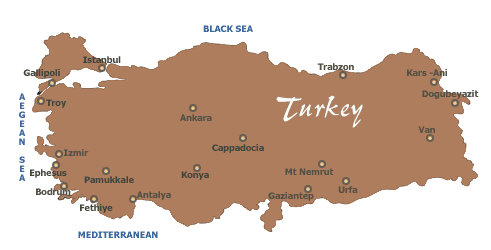 BLACK SEA
Istanbul
Trabzon
Gallipoli
Kars -Ani
Dogubeyazit
Troy
Turkey
AEGEAN SEA
Ankara
Van
Cappadocia
Izmir
Mt Nemrut
Ephesus
Pamukkale
Konya
Urfa
Bodrum
Antalya
Gaziantep
Fethiye
MEDITERRANEAN